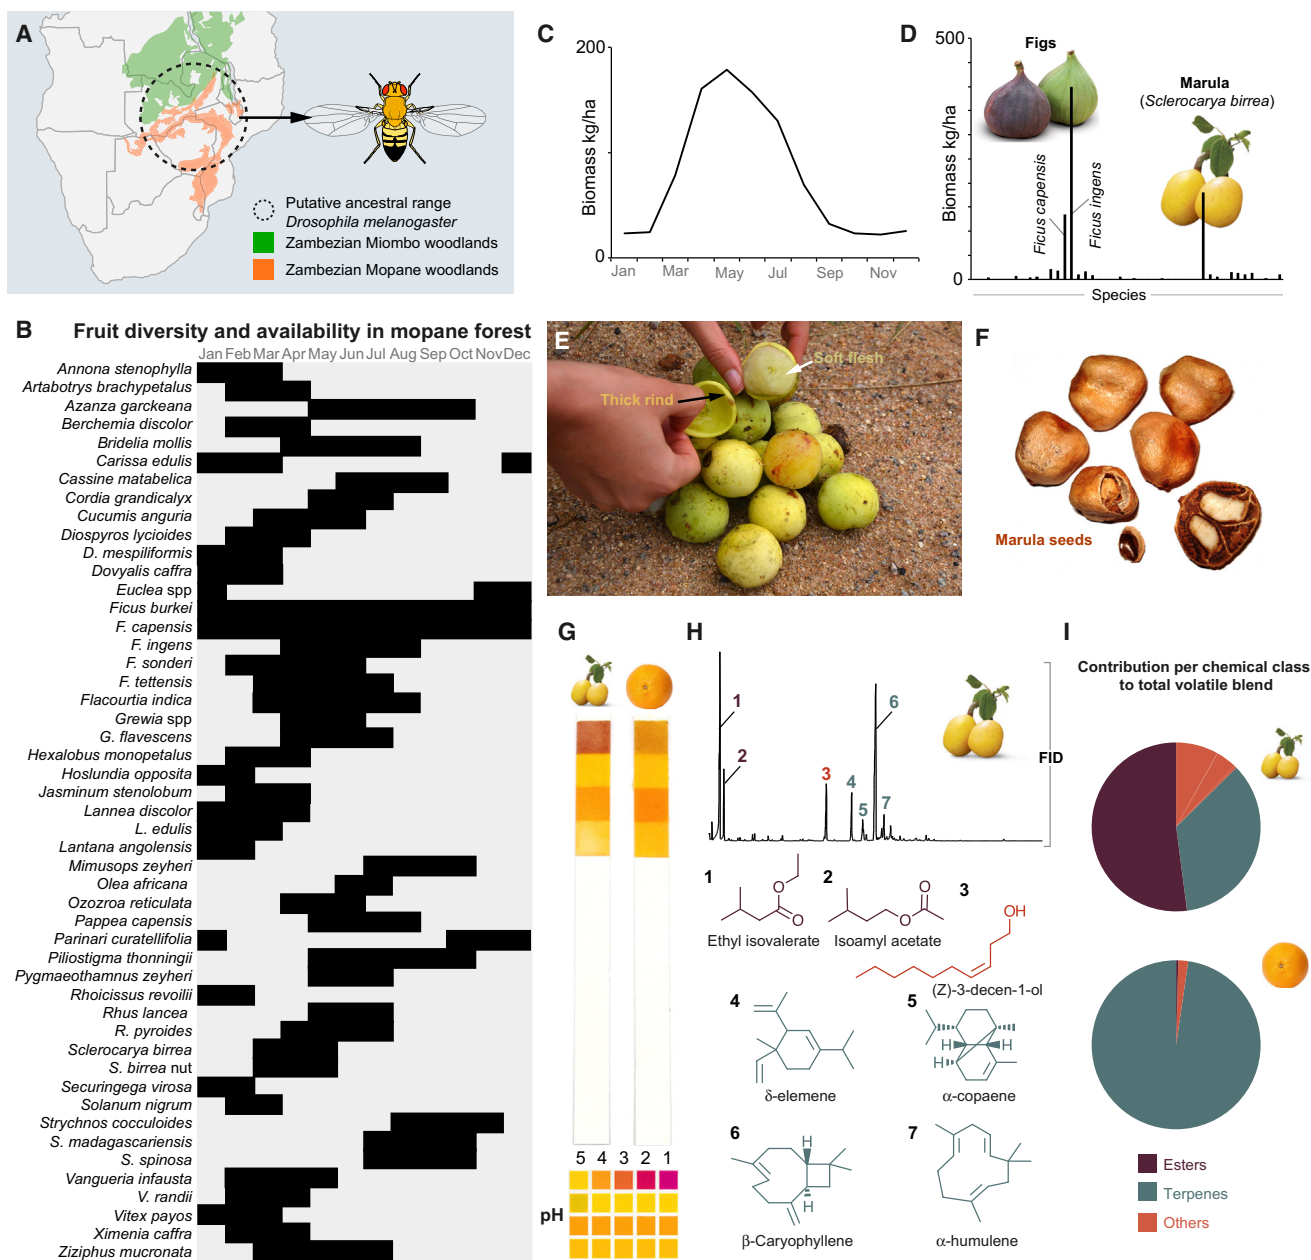 A
Putative ancestral range
Drosophila melanogaster
Zambezian Miombo woodlands
Zambezian Mopane woodlands
B
Fruit diversity and availability in mopane forest
Jan Feb Mar Apr May Jun Jul Aug Sep Oct Nov Dec
Annona stenophylla
Artabotrys brachypetalus
Azanza garckeana
Berchemia discolor
Bridelia mollis
Carissa edulis
Cassine matabelica
Cordia grandicalyx
Cucumis anguria
Diospyros lycioides
D. mespiliformis
Dovyalis caffra
Euclea spp
Ficus burkei
F. capensis
F. ingens
F. sonderi
F. tettensis
Flacourtia indica
Grewia spp
G. flavescens
Hexalobus monopetalus
Hoslundia opposita
Jasminum stenolobum
Lannea discolor
L. edulis
Lantana angolensis
Mimusops zeyheri
Olea africana
Ozozroa reticulata
Pappea capensis
Parinari curatellifolia
Piliostigma thonningii
Pygmaeothamnus zeyheri
Rhoicissus revoilii
Rhus lancea
R. pyroides
Sclerocarya birrea
S. birrea nut
Securingega virosa
Solanum nigrum
Strychnos cocculoides
S. madagascariensis
S. spinosa
Vangueria infausta
V. randii
Vitex payos
Ximenia caffra
Ziziphus mucronata
C
200
Biomass kg/ha
0
Jan Mar May Jul Sep Nov
D
500
Biomass kg/ha
0
Figs
Marula
(Sclerocarya birrea)
Ficus capensis
Ficus ingens
Species
E
Soft flesh
Thick rind
F
Marula seeds
G
5 4 3 2 1
pH
H
1
2
3
4
5
6
7
FID
1
O
O
Ethyl isovalerate
2
O
O
Isoamyl acetate
3
OH
(Z)-3-decen-1-ol
4
δ-elemene
5
H
H
H
α-copaene
6
H
H
β-Caryophyllene
7
α-humulene
I
Contribution per chemical class
to total volatile blend
Esters
Terpenes
Others